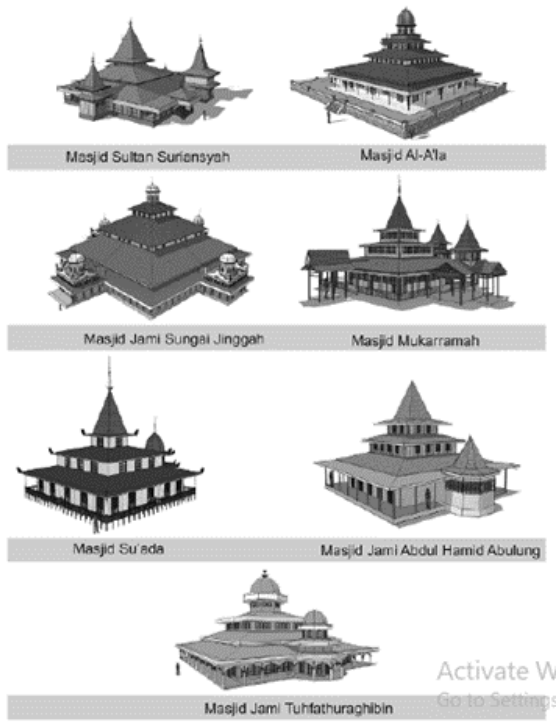 Masjid Sultan Suriansyah
Masjid Al-A'la
Masjid Jami Sungai Jinggah
Masjid Mukarramah
Masjid Su'ada
Masjid Jami Abdul Hamid Abulung
Activate W
Go to Settings
Masjid Jami Tuhfathuraghibin